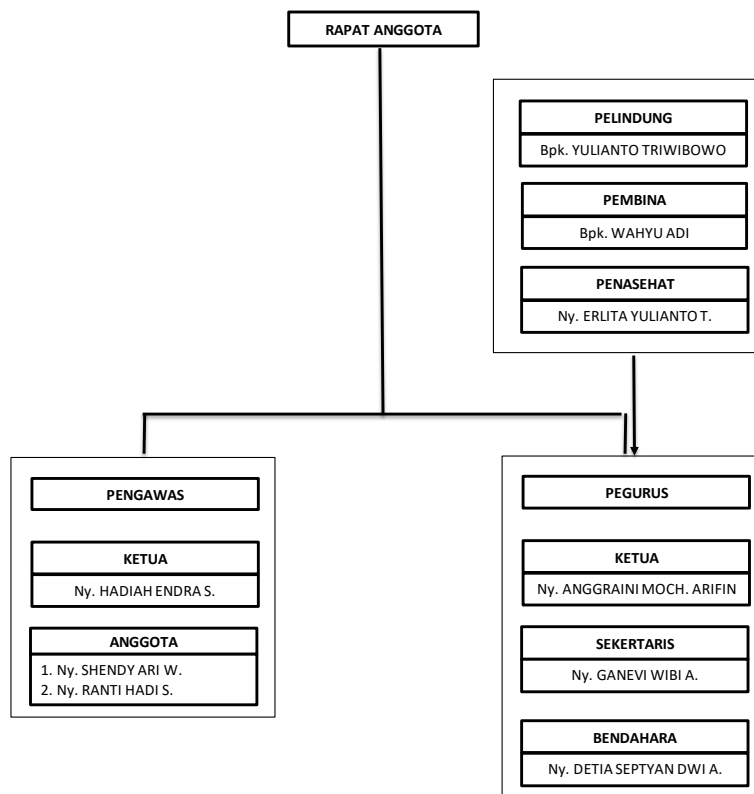 RAPAT ANGGOTA
PELINDUNG
Bpk. YULIANTO TRIWIBOWO
PEMBINA
Bpk. WAHYU ADI
PENASEHAT
Ny. ERLITA YULIANTO T.
PENGAWAS
KETUA
Ny. HADIAH ENDRA S.
ANGGOTA
1. Ny. SHENDY ARI W.
2. Ny. RANTI HADI S.
PEGURUS
KETUA
Ny. ANGGRAINI MOCH. ARIFIN
SEKERTARIS
Ny. GANEVI WIBI A.
BENDAHARA
Ny. DETIA SEPTYAN DWI A.